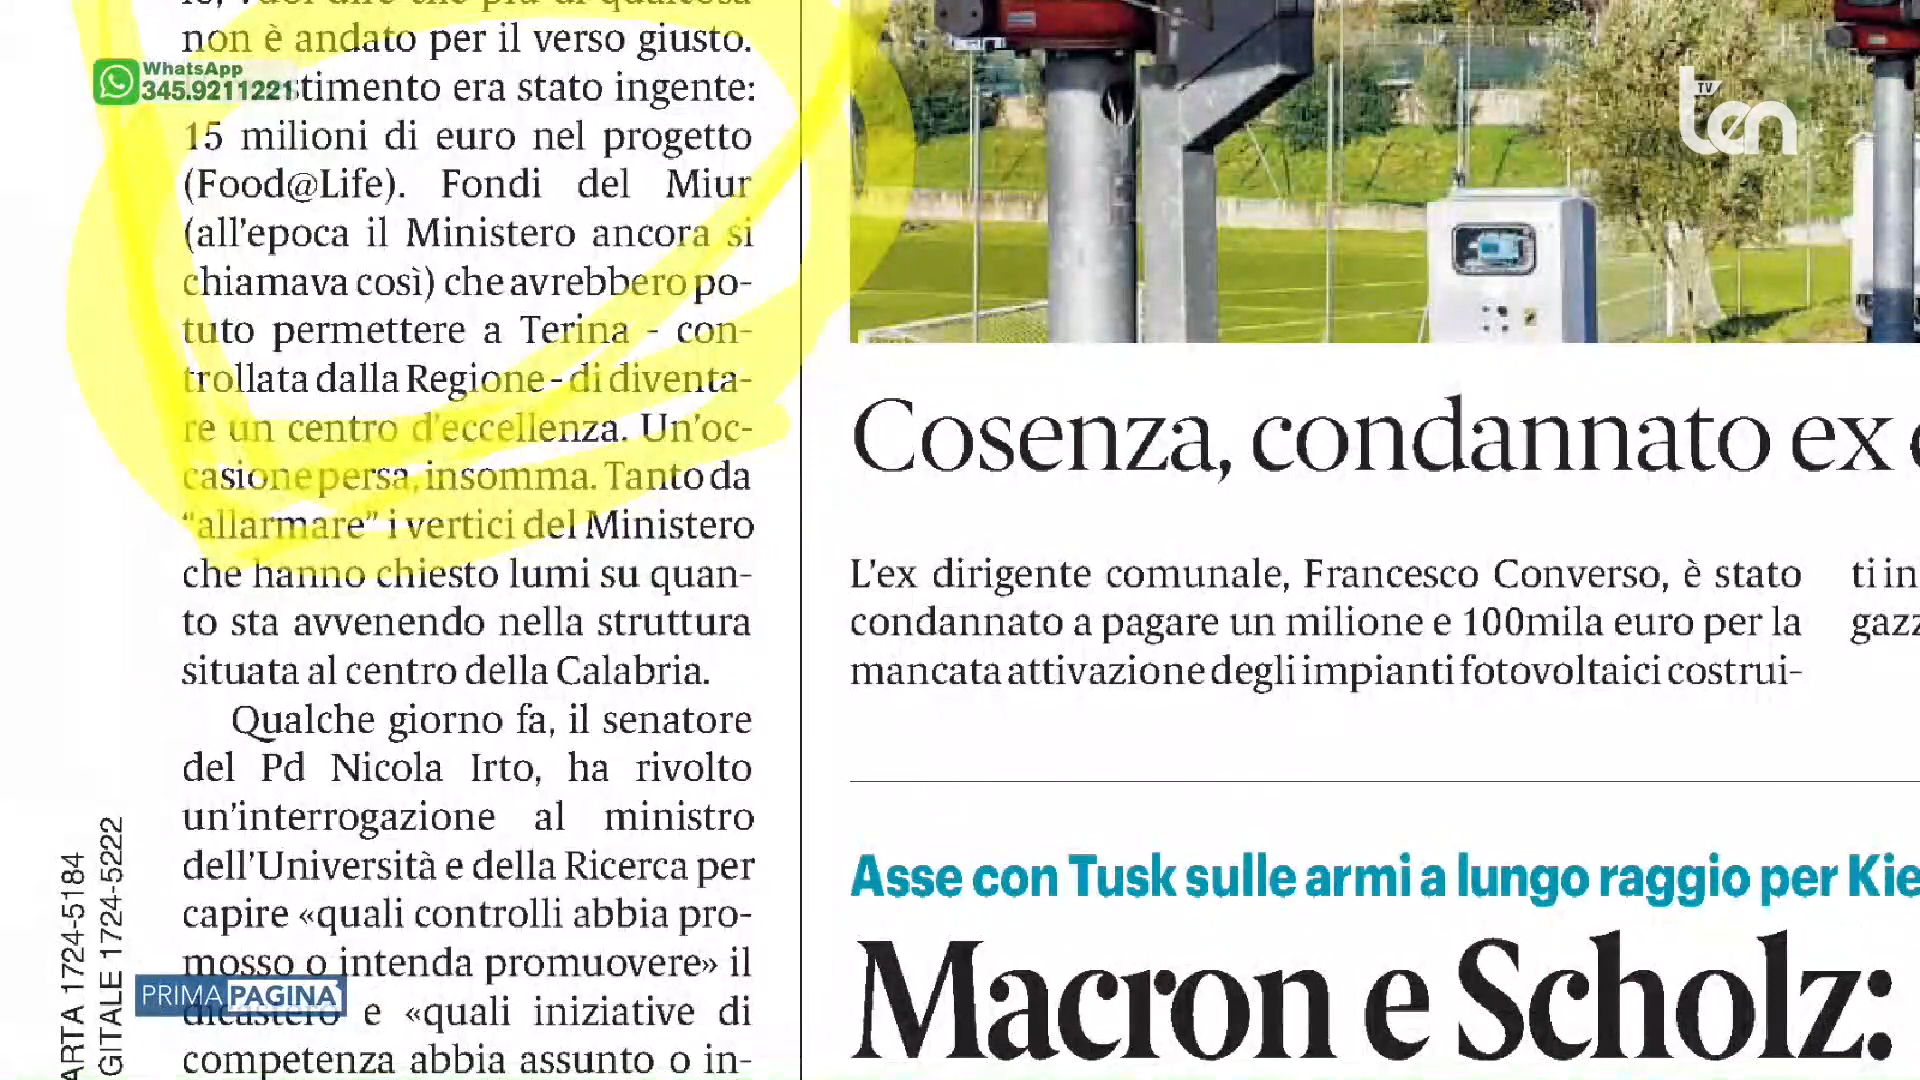 non è andato per il verso giusto.
WhatsApp
345.9211221
stimento era stato ingente:
15 milioni di euro nel progetto
(Food@Life). Fondi del Miur
(all'epoca il Ministero ancora si
chiamava così) che avrebbero po-
tuto permettere a Terina - con-
trollata dalla Regione - di diventa-
re un centro d'eccellenza. Un'oc-
casione persa, insomma. Tanto da
“allarmare” i vertici del Ministero
che hanno chiesto lumi su quan-
to sta avvenendo nella struttura
situata al centro della Calabria.
Qualche giorno fa, il senatore
del Pd Nicola Irto, ha rivolto
un'interrogazione al ministro
dell'Università e della Ricerca per
capire «quali controlli abbia pro-
mosso o intenda promuovere» il
dicastero e «quali iniziative di
competenza abbia assunto o in-
PRIMA PAGINA
ARTA 1724-5184
GITALE 1724-5222
TV
ten
Cosenza, condannato ex
L'ex dirigente comunale, Francesco Converso, è stato
condannato a pagare un milione e 100mila euro per la
mancata attivazione degli impianti fotovoltaici costrui-
ti in
gazz
Asse con Tusk sulle armi a lungo raggio per Kie
Macron e Scholz: